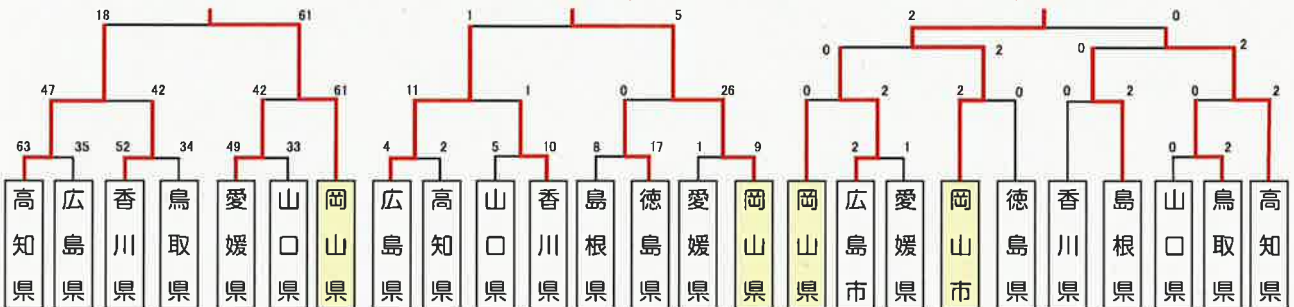 18 61 1 5 2 0
0 2 0 2
47 42 42 61 11 1 0 26 0 2 2 0 0 2 0 2
63 35 52 34 49 33 4 2 5 10 8 17 1 9 2 1 0 2
高知県
広島県
香川県
鳥取県
愛媛県
山口県
岡山県
広島県
高知県
山口県
香川県
島根県
徳島県
愛媛県
岡山県
岡山県
広島市
愛媛県
岡山市
徳島県
香川県
島根県
山口県
鳥取県
高知県